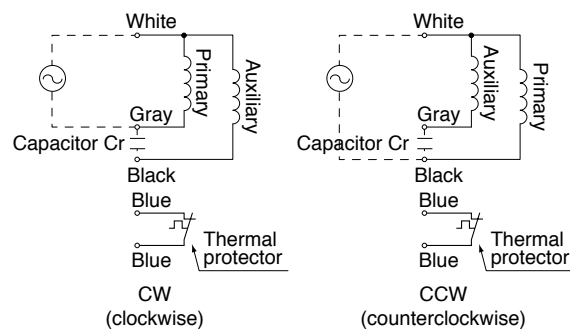 White
Primary
Auxiliary
Gray
Capacitor Cr
Black
Blue
Blue
Thermal
protector
CW
(clockwise)
White
Auxiliary
Primary
Gray
Capacitor Cr
Black
Blue
Blue
Thermal
protector
CCW
(counterclockwise)